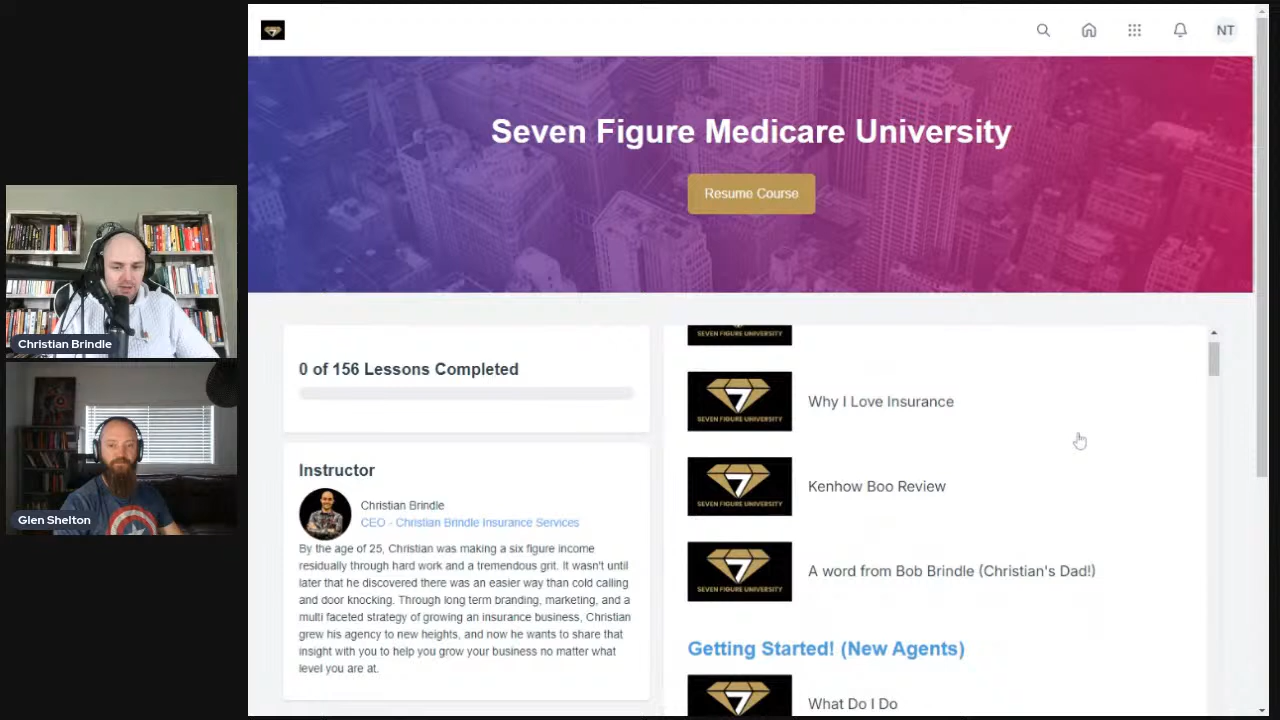 NT
Seven Figure Medicare University
Resume Course
Christian Brindle
Glen Shelton
0 of 156 Lessons Completed
Instructor
Christian Brindle
CEO - Christian Brindle Insurance Services
By the age of 25, Christian was making a six figure income
residually through hard work and a tremendous grit. It wasn't until
later that he discovered there was an easier way than cold calling
and door knocking. Through long term branding, marketing, and a
multi faceted strategy of growing an insurance business, Christian
grew his agency to new heights, and now he wants to share that
insight with you to help you grow your business no matter what
level you are at.
SEVEN FIGURE UNIVERSITY
7
SEVEN FIGURE UNIVERSITY
Why I Love Insurance
7
SEVEN FIGURE UNIVERSITY
Kenhow Boo Review
7
SEVEN FIGURE UNIVERSITY
A word from Bob Brindle (Christian's Dad!)
Getting Started! (New Agents)
7
What Do I Do